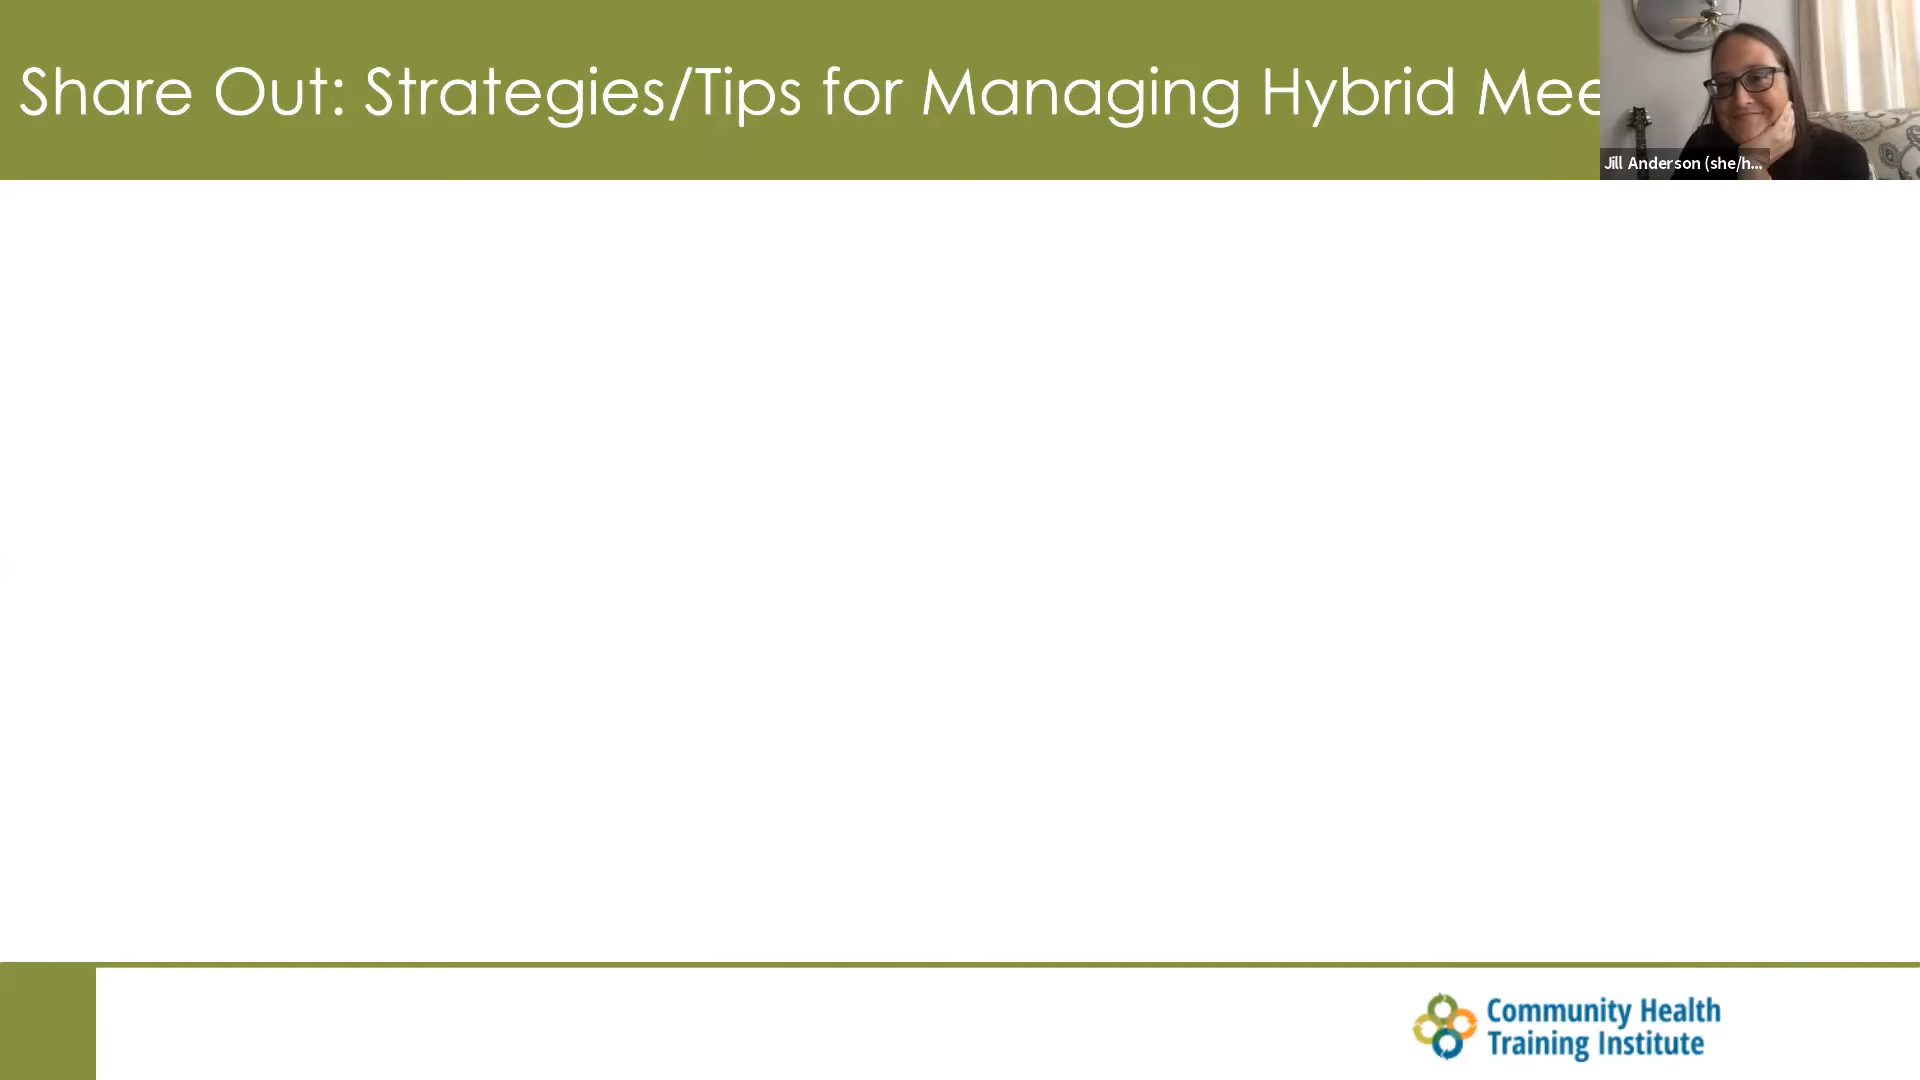 Share Out: Strategies/Tips for Managing Hybrid Mee
Jill Anderson (she/h...
Community Health
Training Institute